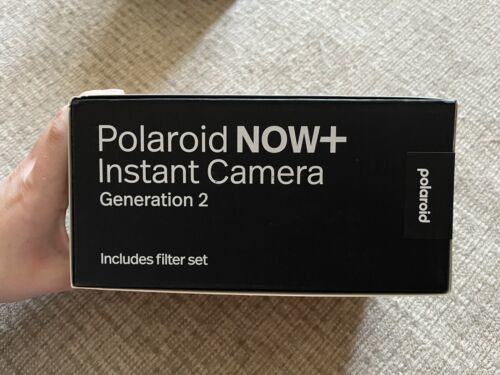 Polaroid NOW+
Instant Camera
Generation 2
Includes filter set
polaroid